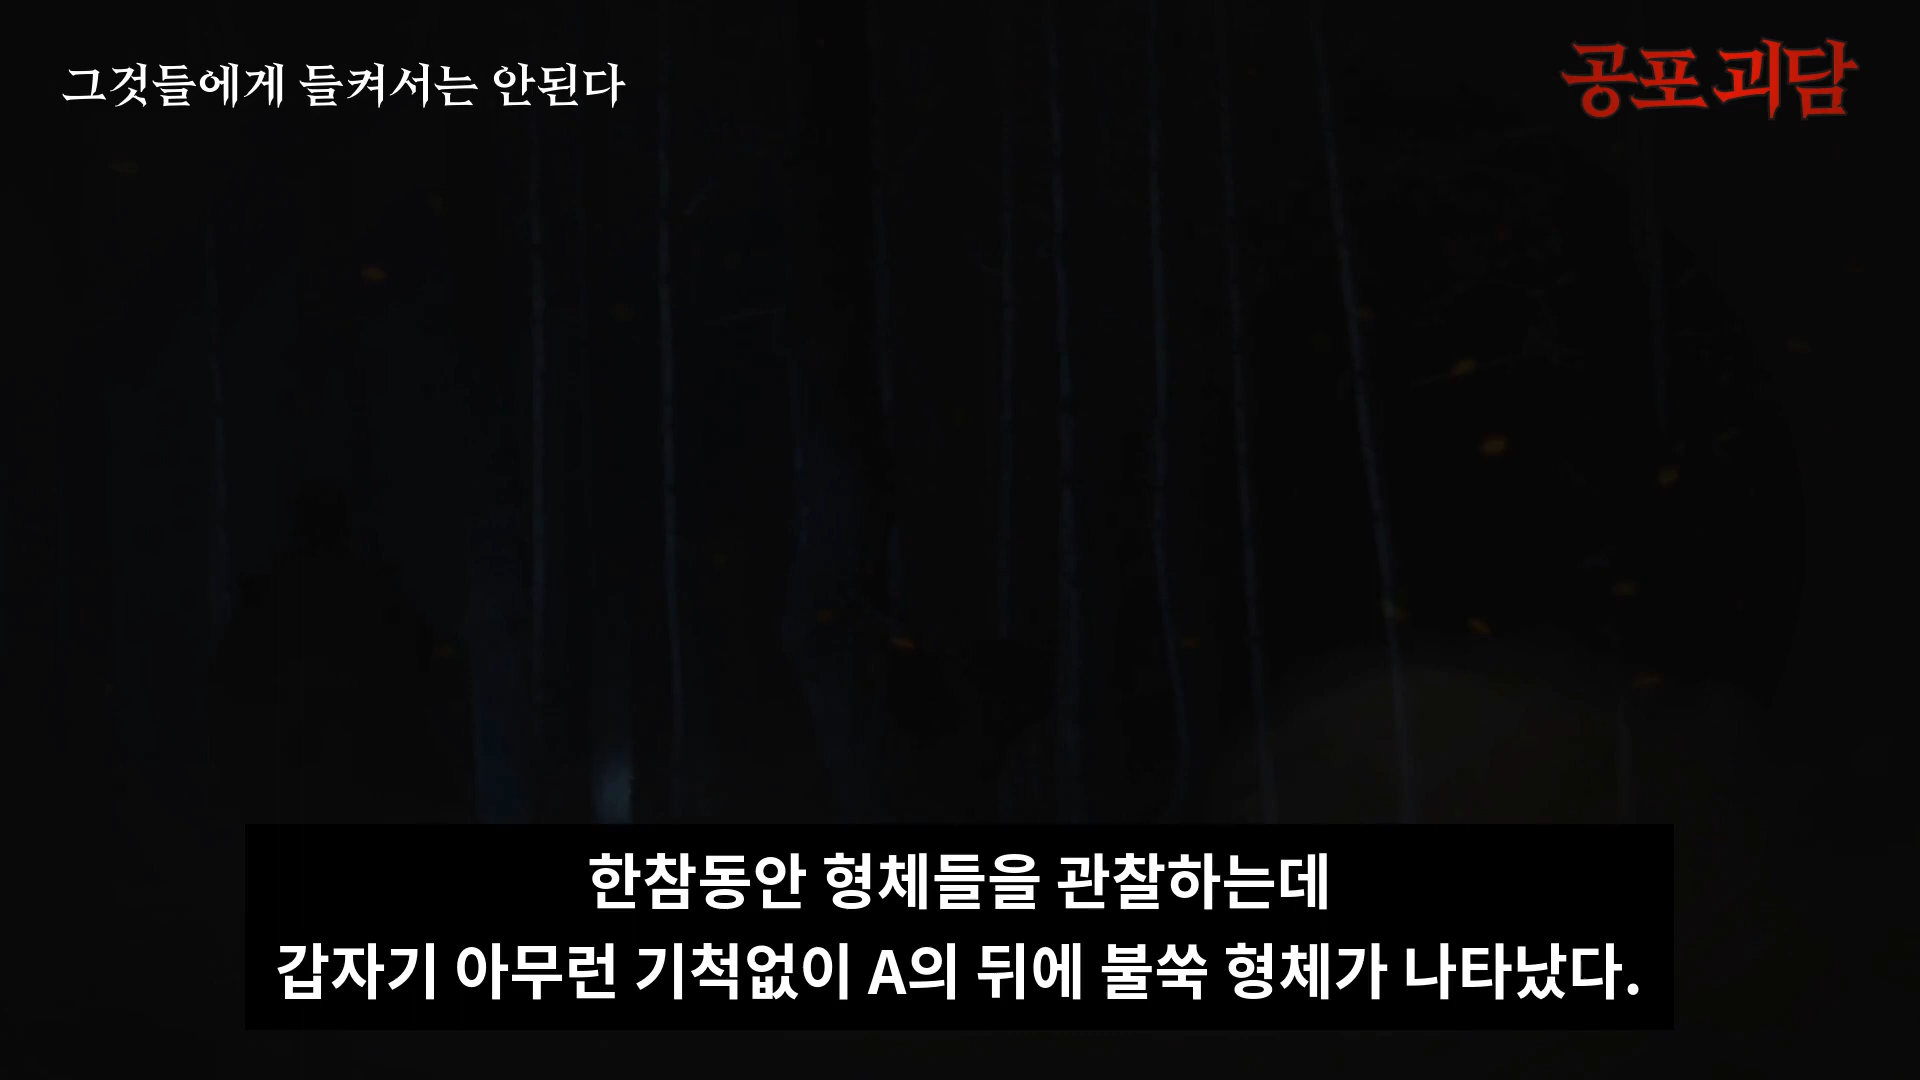 그것들에게 들켜서는 안된다
공포 괴담
한참동안 형체들을 관찰하는데
갑자기 아무런 기척없이 A의 뒤에 불쑥 형체가 나타났다.